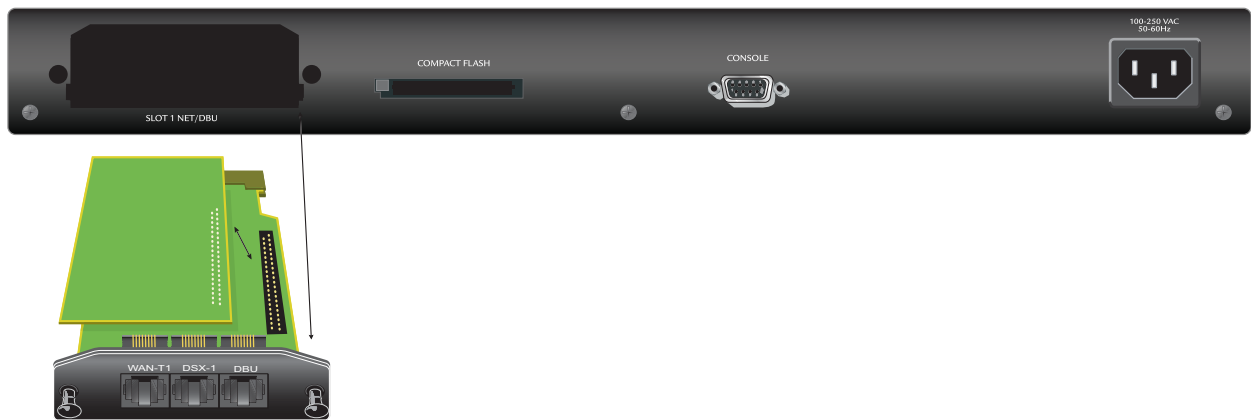 100-250 VAC
50-60Hz
COMPACT FLASH
CONSOLE
SLOT 1 NET/DBU
WAN-T1 DSX-1 DBU